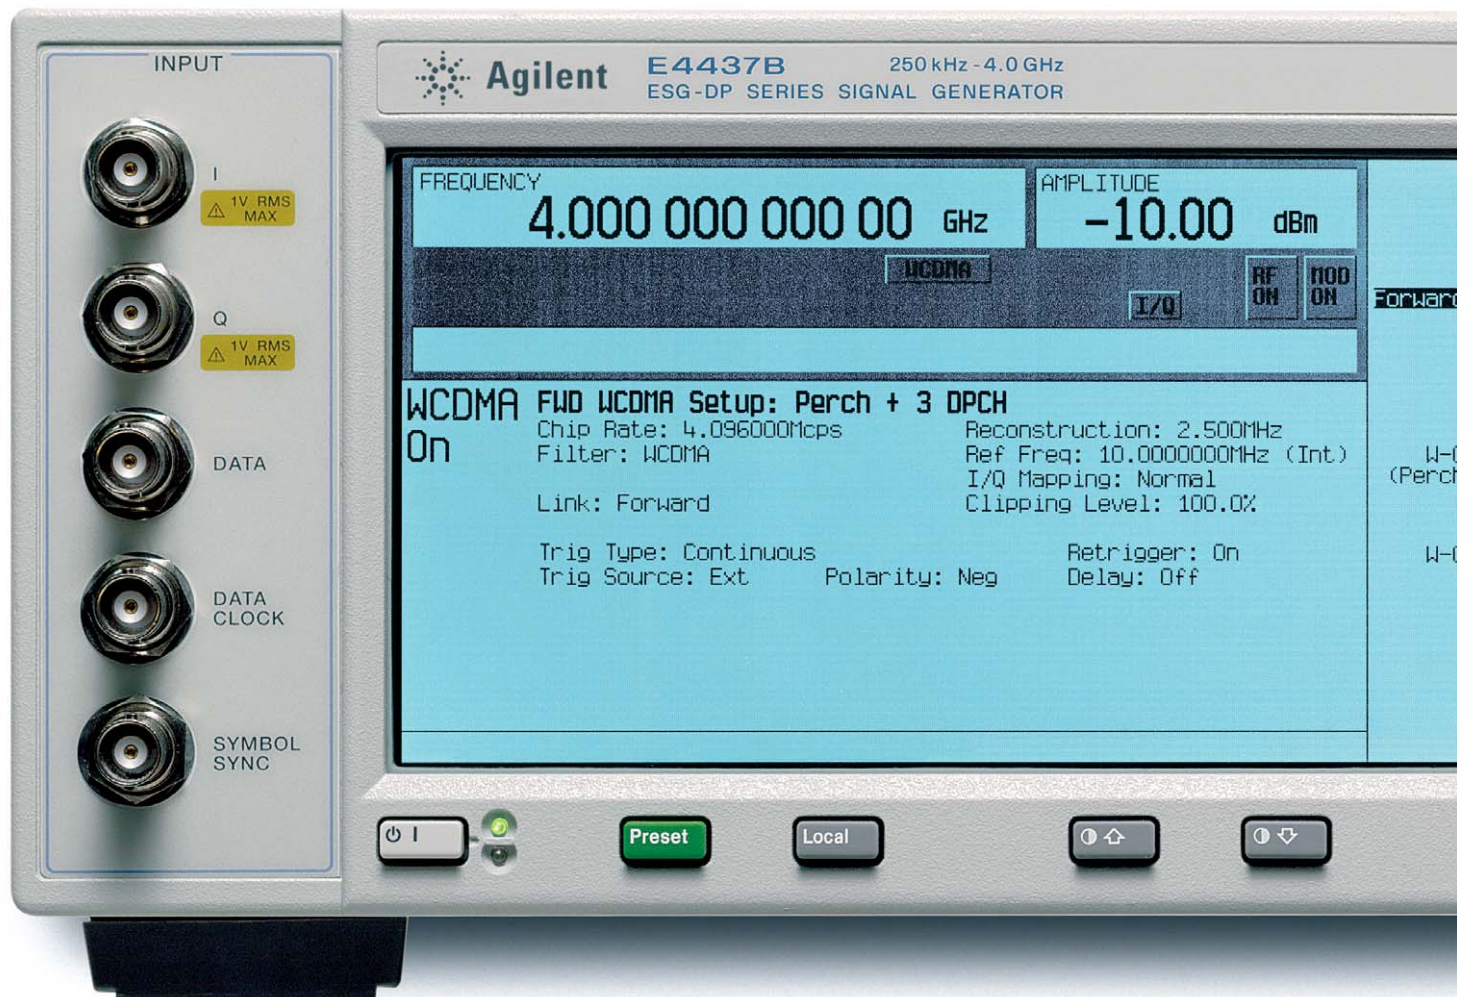 INPUT
I
1V RMS
MAX
Q
1V RMS
MAX
DATA
DATA
CLOCK
SYMBOL
SYNC
Agilent
E4437B 250 kHz - 4.0 GHz
ESG-DP SERIES SIGNAL GENERATOR
FREQUENCY
4.000 000 000 00 GHz
AMPLITUDE
-10.00 dBm
WCDMA
I/Q
RF
ON
MOD
ON
Forward
WCDMA
On
FWD WCDMA Setup: Perch + 3 DPCH
Chip Rate: 4.096000Mcps
Reconstruction: 2.500MHz
Filter: WCDMA
Ref Freq: 10.0000000MHz (Int)
I/Q Mapping: Normal
Link: Forward
Clipping Level: 100.0%
Trig Type: Continuous
Retrigger: On
Trig Source: Ext Polarity: Neg
Delay: Off
(Perch
Preset
Local